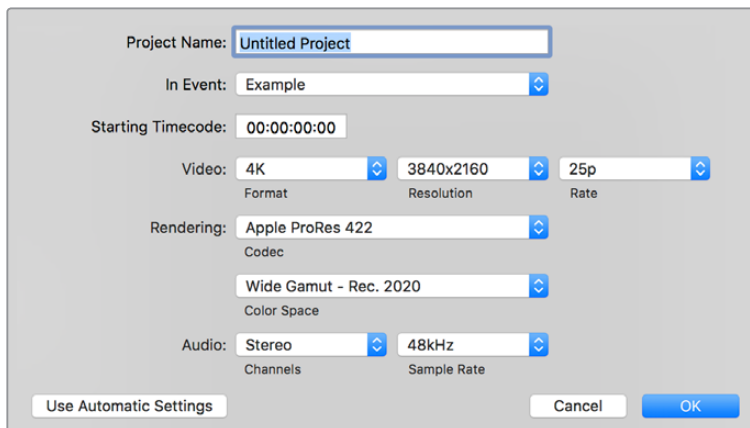 Project Name: Untitled Project
In Event: Example
Starting Timecode: 00:00:00:00
Video: 4K 3840x2160 25p
Format Resolution Rate
Rendering: Apple ProRes 422
Codec
Wide Gamut - Rec. 2020
Color Space
Audio: Stereo 48kHz
Channels Sample Rate
Use Automatic Settings Cancel OK